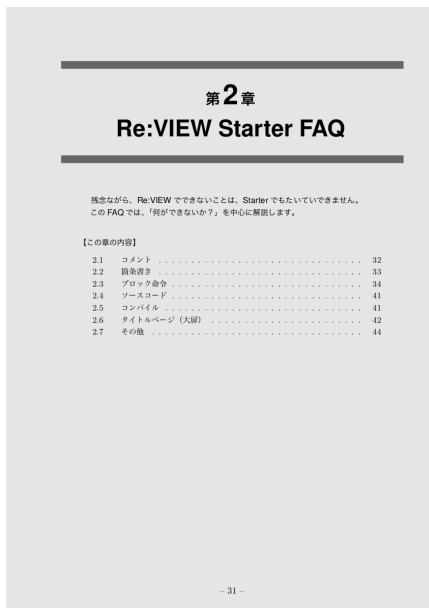 第2章
Re:VIEW Starter FAQ
残念ながら、Re:VIEW でできないことは、Starter でもたいていできません。
この FAQ では、「何ができないか？」を中心に解説します。
【この章の内容】
2.1 コメント . . . . . . . . . . . . . . . . . . . . . . . . . . . . . . . 32
2.2 箇条書き . . . . . . . . . . . . . . . . . . . . . . . . . . . . . . . 33
2.3 ブロック命令 . . . . . . . . . . . . . . . . . . . . . . . . . . . . . 34
2.4 ソースコード . . . . . . . . . . . . . . . . . . . . . . . . . . . . . 41
2.5 コンパイル . . . . . . . . . . . . . . . . . . . . . . . . . . . . . . 41
2.6 タイトルページ（大扉） . . . . . . . . . . . . . . . . . . . . . . . 42
2.7 その他 . . . . . . . . . . . . . . . . . . . . . . . . . . . . . . . . 44
– 31 –